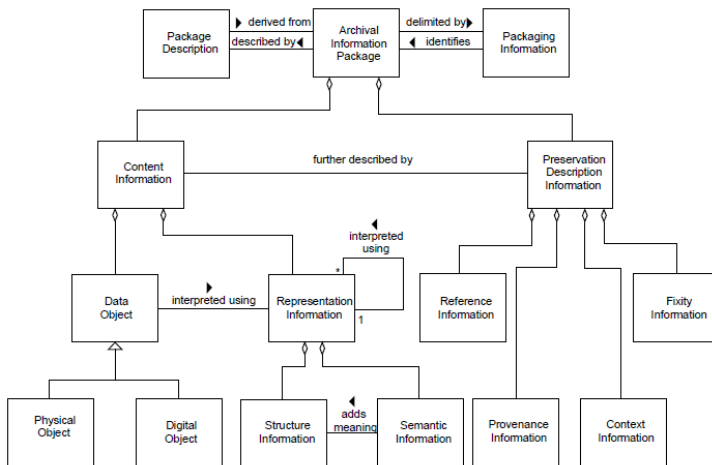 Package
Description
derived from
described by
Archival
Information
Package
delimited by
identifies
Packaging
Information
Content
Information
further described by
Preservation
Description
Information
interpreted
using
*
1
Data
Object
interpreted using
Representation
Information
Reference
Information
Fixity
Information
Physical
Object
Digital
Object
Structure
Information
adds
meaning
Semantic
Information
Provenance
Information
Context
Information